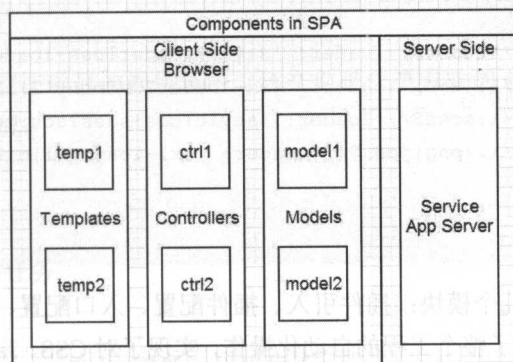 Components in SPA
Client Side
Browser
Server Side
temp1
ctrl1
model1
Templates
Controllers
Models
Service
App Server
temp2
ctrl2
model2